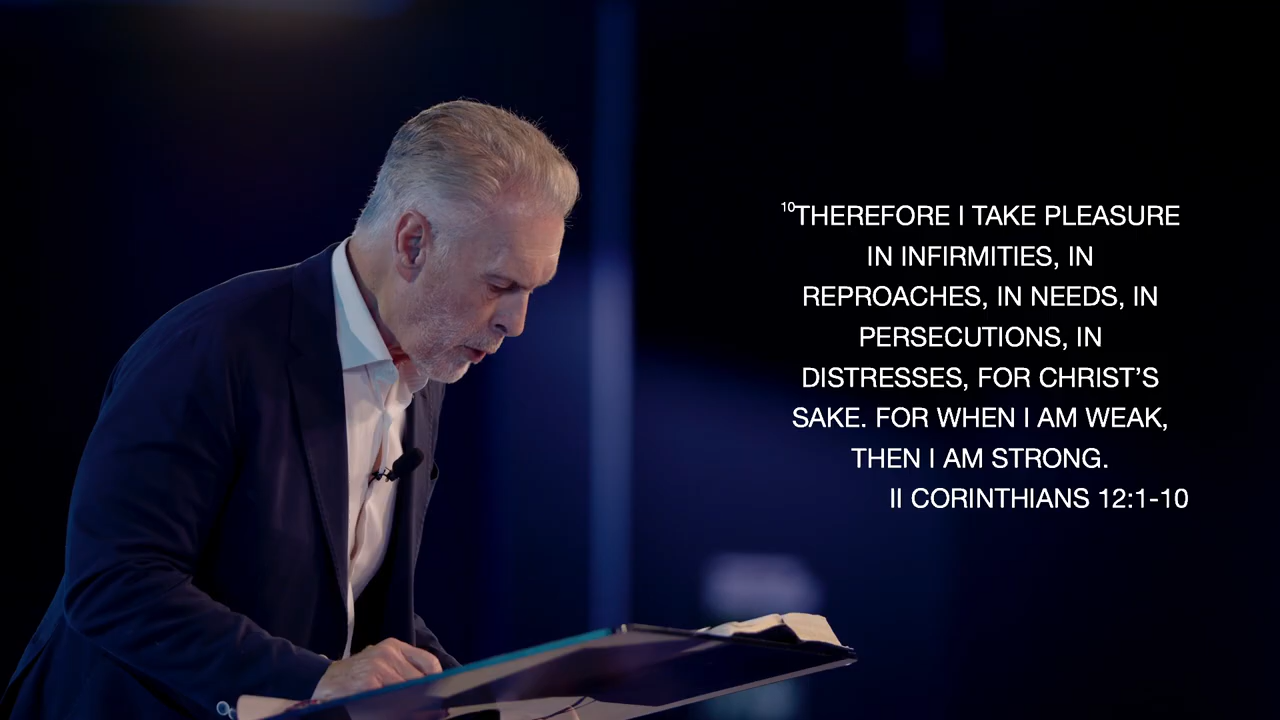 ¹⁰THEREFORE I TAKE PLEASURE
IN INFIRMITIES, IN
REPROACHES, IN NEEDS, IN
PERSECUTIONS, IN
DISTRESSES, FOR CHRIST’S
SAKE. FOR WHEN I AM WEAK,
THEN I AM STRONG.
II CORINTHIANS 12:1-10